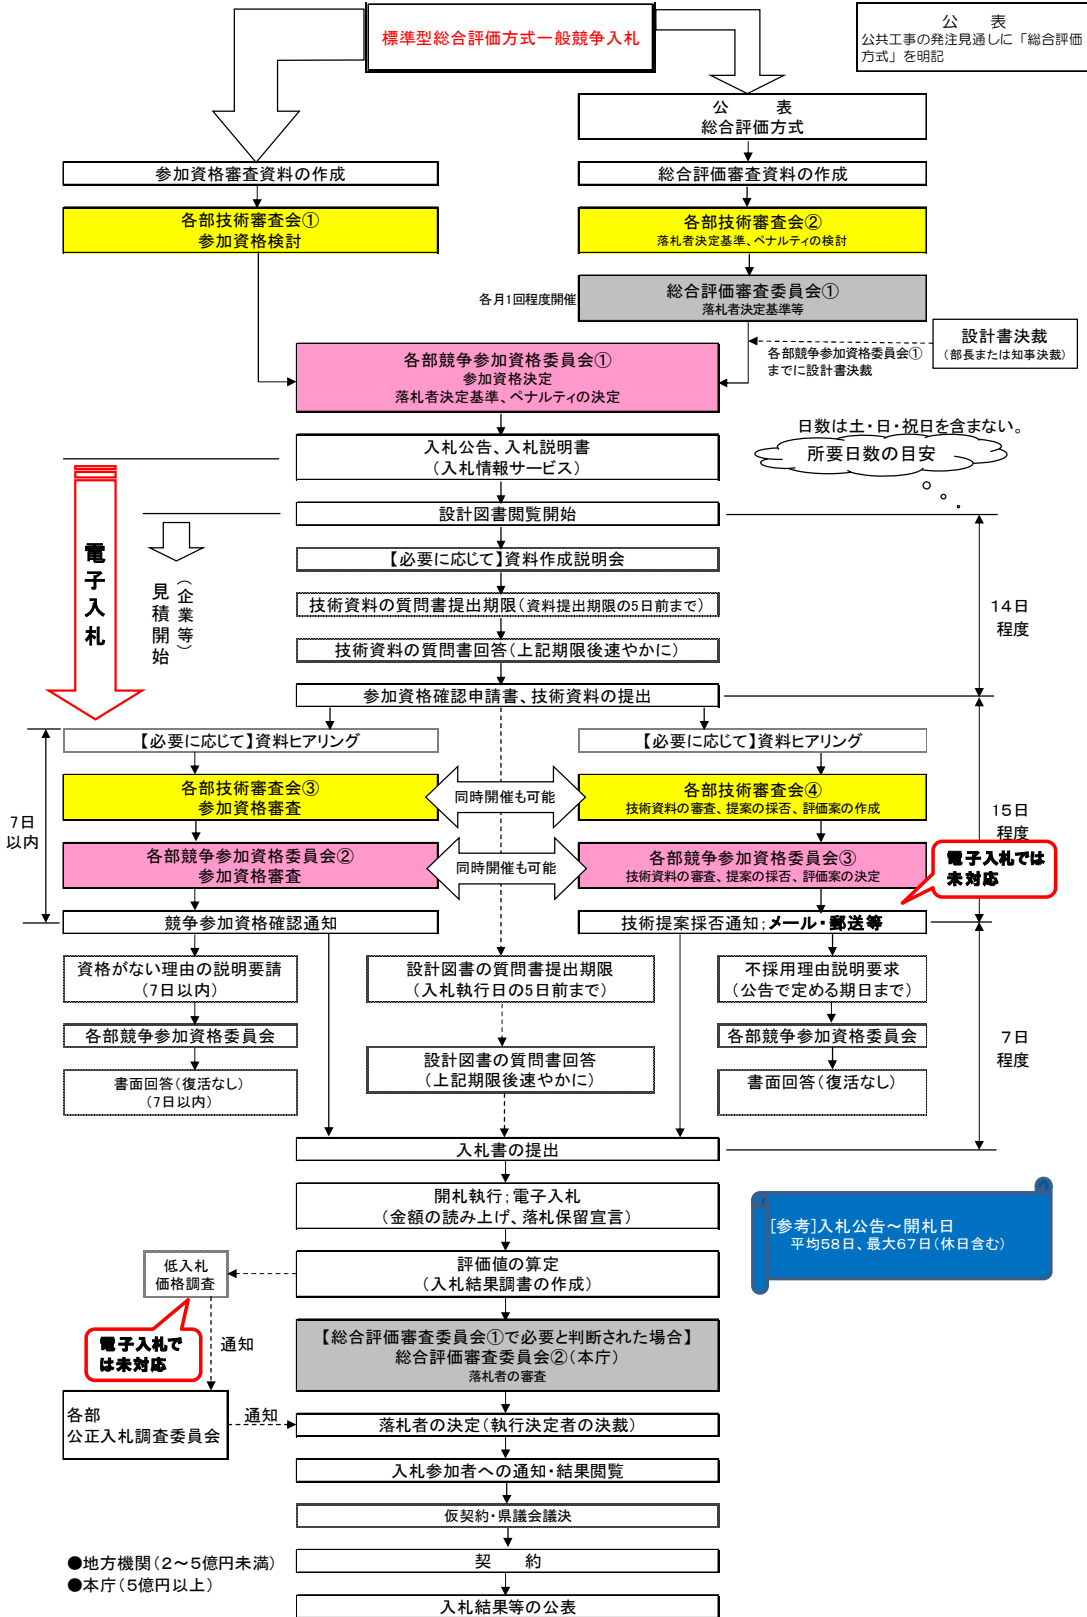 標準型総合評価方式一般競争入札
公　表
公共工事の発注見通しに「総合評価
方式」を明記
公　表
総合評価方式
参加資格審査資料の作成
総合評価審査資料の作成
各部技術審査会①
参加資格検討
各部技術審査会②
落札者決定基準、ペナルティの検討
各月1回程度開催
総合評価審査委員会①
落札者決定基準等
設計書決裁
（部長または知事決裁）
各部競争参加資格委員会①
までに設計書決裁
各部競争参加資格委員会①
参加資格決定
落札者決定基準、ペナルティの決定
日数は土・日・祝日を含まない。
所要日数の目安
入札公告、入札説明書
（入札情報サービス）
設計図書閲覧開始
電子入札
（企業等）
見積開始
【必要に応じて】資料作成説明会
技術資料の質問書提出期限（資料提出期限の5日前まで）
技術資料の質問書回答（上記期限後速やかに）
14日
程度
参加資格確認申請書、技術資料の提出
【必要に応じて】資料ヒアリング
【必要に応じて】資料ヒアリング
各部技術審査会③
参加資格審査
同時開催も可能
各部技術審査会④
技術資料の審査、提案の採否、評価案の作成
7日
以内
15日
程度
各部競争参加資格委員会②
参加資格審査
同時開催も可能
各部競争参加資格委員会③
技術資料の審査、提案の採否、評価案の決定
電子入札では
未対応
競争参加資格確認通知
技術提案採否通知；メール・郵送等
資格がない理由の説明要請
（7日以内）
設計図書の質問書提出期限
（入札執行日の5日前まで）
不採用理由説明要求
（公告で定める期日まで）
各部競争参加資格委員会
各部競争参加資格委員会
7日
程度
設計図書の質問書回答
（上記期限後速やかに）
書面回答（復活なし）
（7日以内）
書面回答（復活なし）
入札書の提出
開札執行；電子入札
（金額の読み上げ、落札保留宣言）
[参考]入札公告～開札日
平均58日、最大67日（休日含む）
低入札
価格調査
評価値の算定
（入札結果調書の作成）
電子入札で
は未対応
通知
【総合評価審査委員会①で必要と判断された場合】
総合評価審査委員会②（本庁）
落札者の審査
各部
公正入札調査委員会
通知
落札者の決定（執行決定者の決裁）
入札参加者への通知・結果閲覧
仮契約・県議会議決
●地方機関（2～5億円未満）
●本庁（5億円以上）
契　約
入札結果等の公表